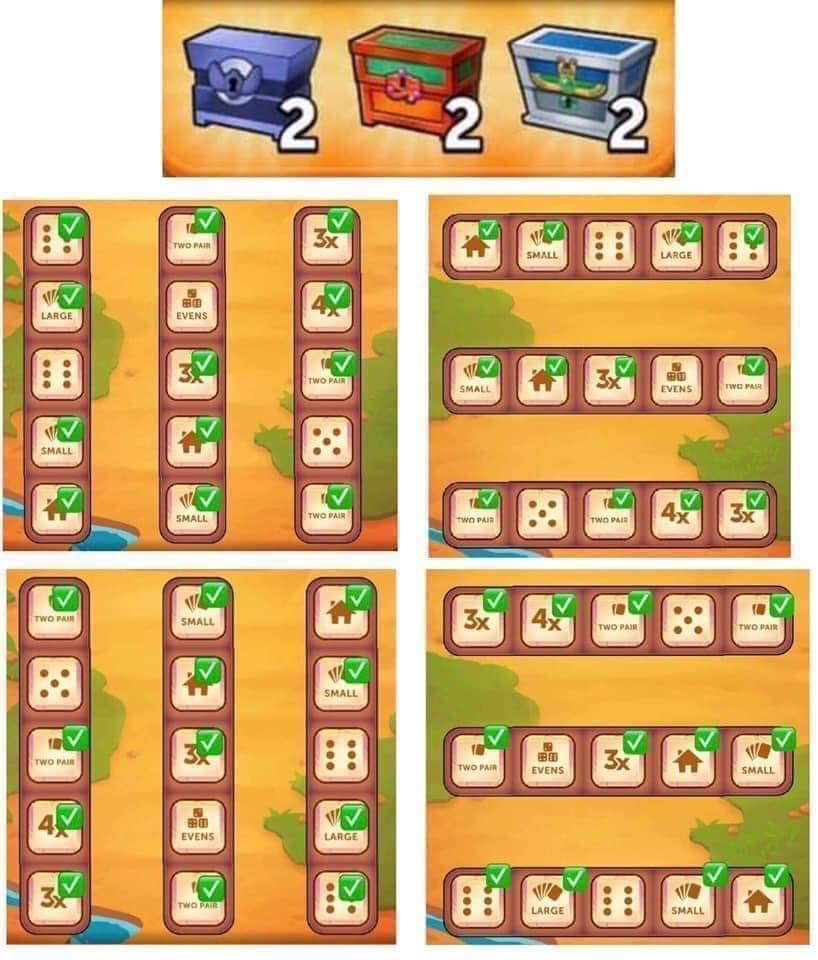 2 2 2
TWO PAIR 3x
LARGE EVENS 4x
3x TWO PAIR
SMALL
SMALL TWO PAIR
SMALL LARGE
SMALL 3x EVENS TWO PAIR
TWO PAIR TWO PAIR 4x 3x
TWO PAIR SMALL
SMALL
TWO PAIR 3x
4x EVENS LARGE
3x TWO PAIR
3x 4x TWO PAIR TWO PAIR
TWO PAIR EVENS 3x SMALL
LARGE SMALL